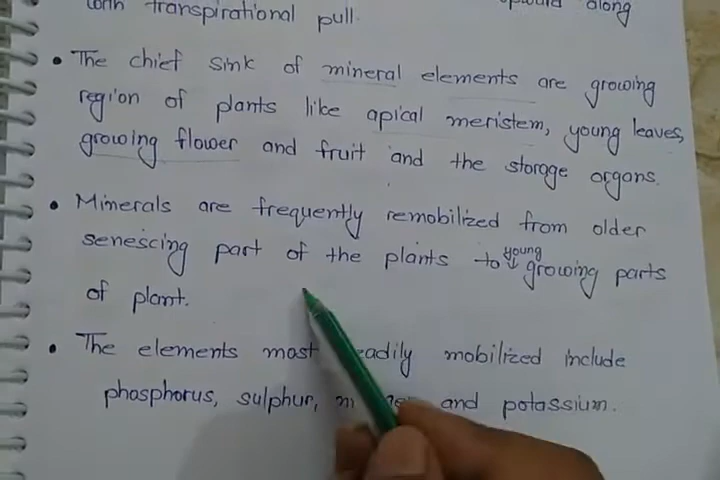 with transpirational pull. upward along
• The chief sink of mineral elements are growing
region of plants like apical meristem, young leaves,
growing flower and fruit and the storage organs.
• Minerals are frequently remobilized from older
senescing part of the plants to young growing parts
of plant.
• The elements most mobilized include
phosphorus, sulphur, and potassium.